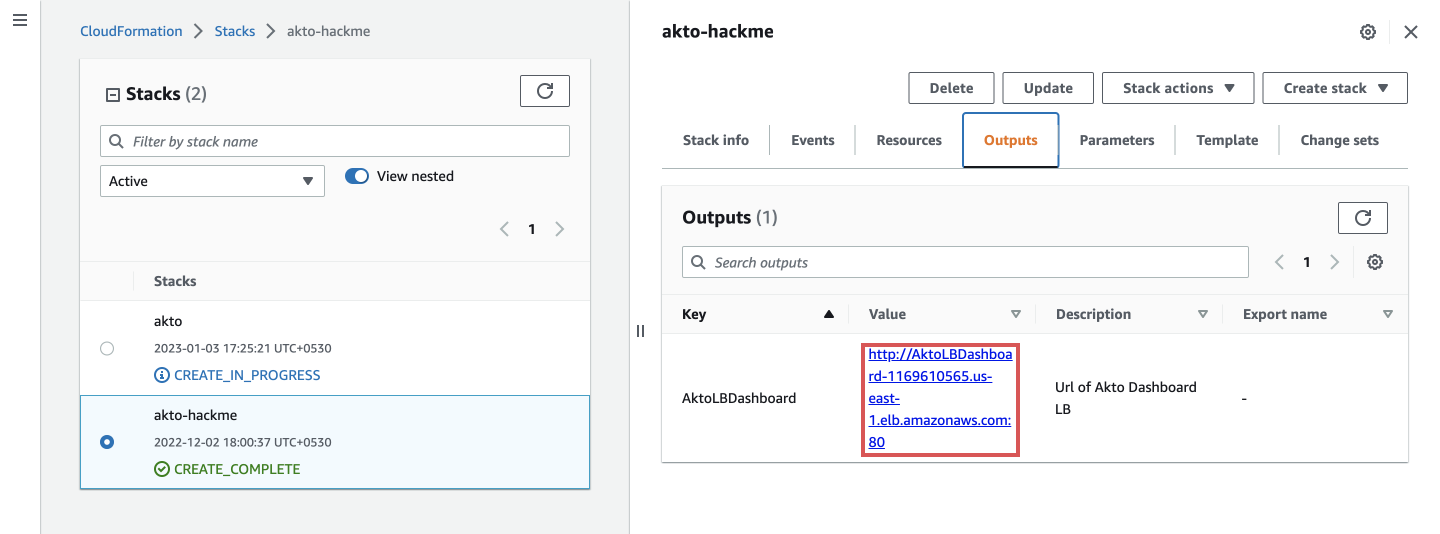 CloudFormation
Stacks
akto-hackme
Stacks (2)
Filter by stack name
Active
View nested
1
Stacks
akto
2023-01-03 17:25:21 UTC+0530
CREATE_IN_PROGRESS
akto-hackme
2022-12-02 18:00:37 UTC+0530
CREATE_COMPLETE
akto-hackme
Delete
Update
Stack actions
Create stack
Stack info
Events
Resources
Outputs
Parameters
Template
Change sets
Outputs (1)
Search outputs
1
Key
Value
Description
Export name
AktoLBDashboard
http://AktoLBDashboa
rd-1169610565.us-
east-
1.elb.amazonaws.com:
80
Url of Akto Dashboard
LB
-